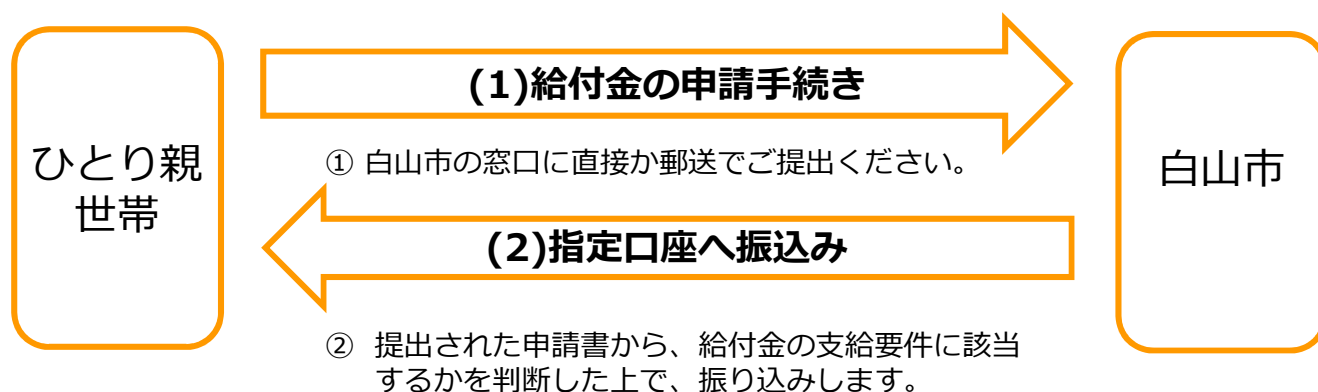 ひとり親
世帯
(1)給付金の申請手続き
① 白山市の窓口に直接か郵送でご提出ください。
(2)指定口座へ振込み
② 提出された申請書から、給付金の支給要件に該当
するかを判断した上で、振り込みします。
白山市